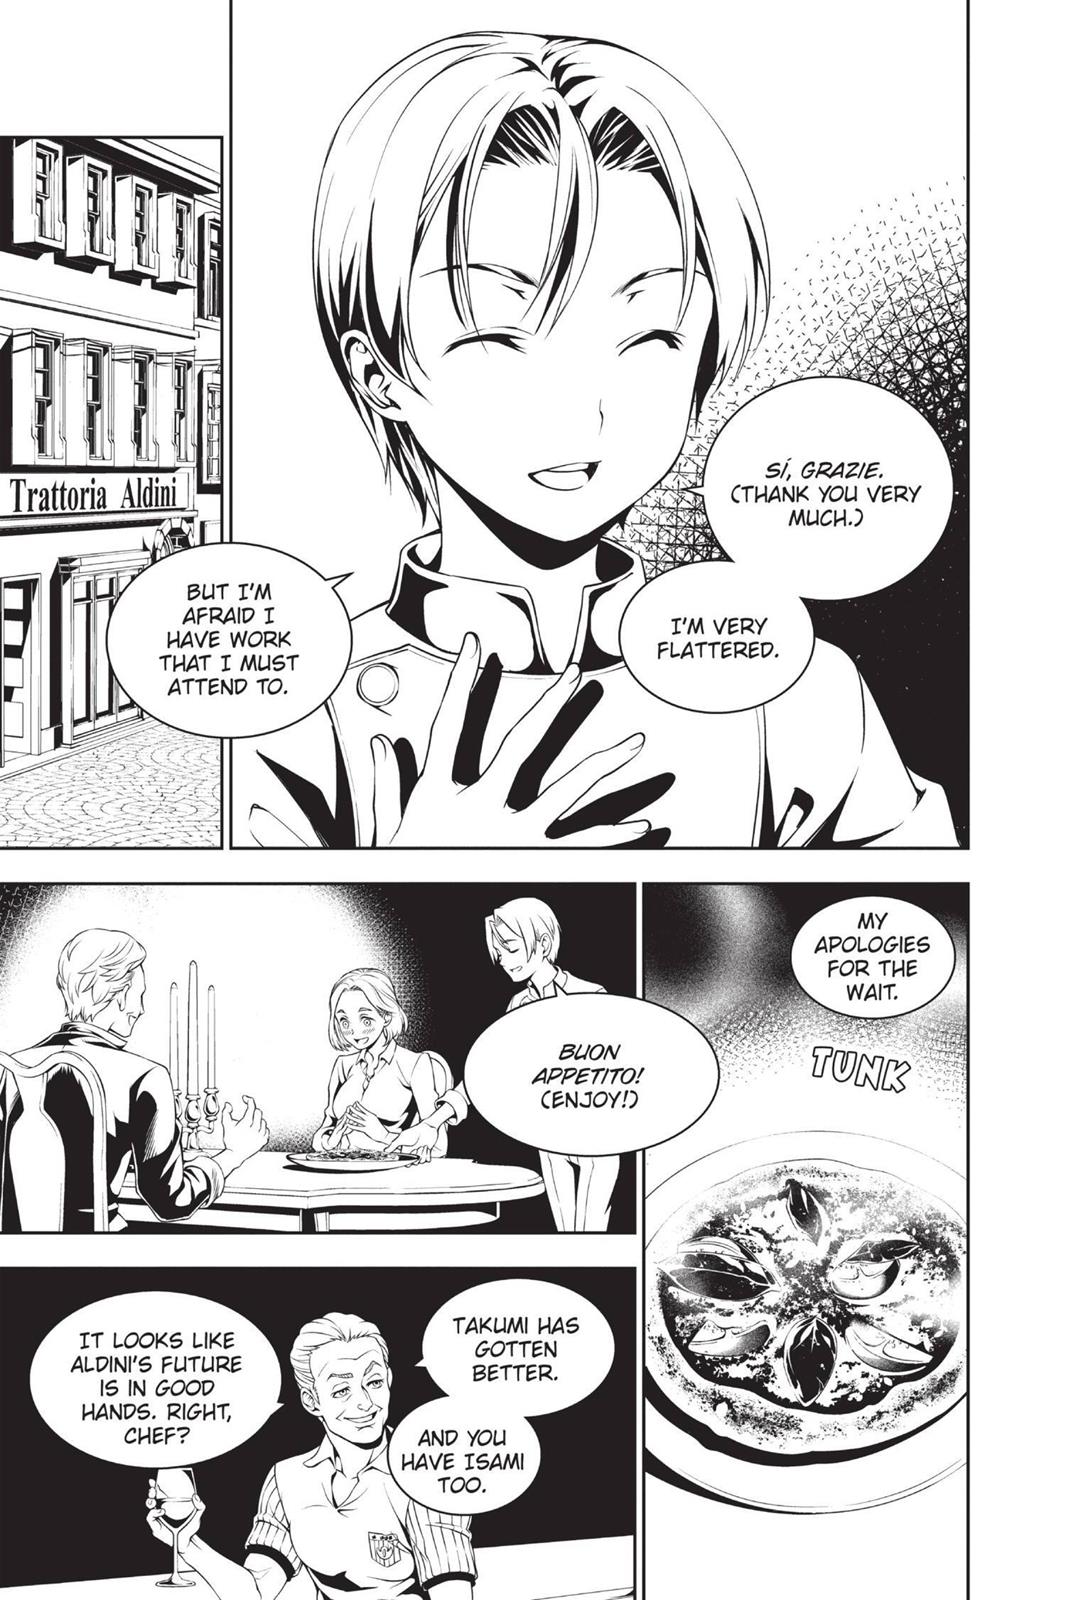 SÍ, GRAZIE.
(THANK YOU VERY
MUCH.)
I'M VERY
FLATTERED.
BUT I'M
AFRAID I
HAVE WORK
THAT I MUST
ATTEND TO.
Trattoria Aldini
MY
APOLOGIES
FOR THE
WAIT.
TUNK
BUON
APPETITO!
(ENJOY!)
TAKUMI HAS
GOTTEN
BETTER.
AND YOU
HAVE ISAMI
TOO.
IT LOOKS LIKE
ALDINI'S FUTURE
IS IN GOOD
HANDS. RIGHT,
CHEF?